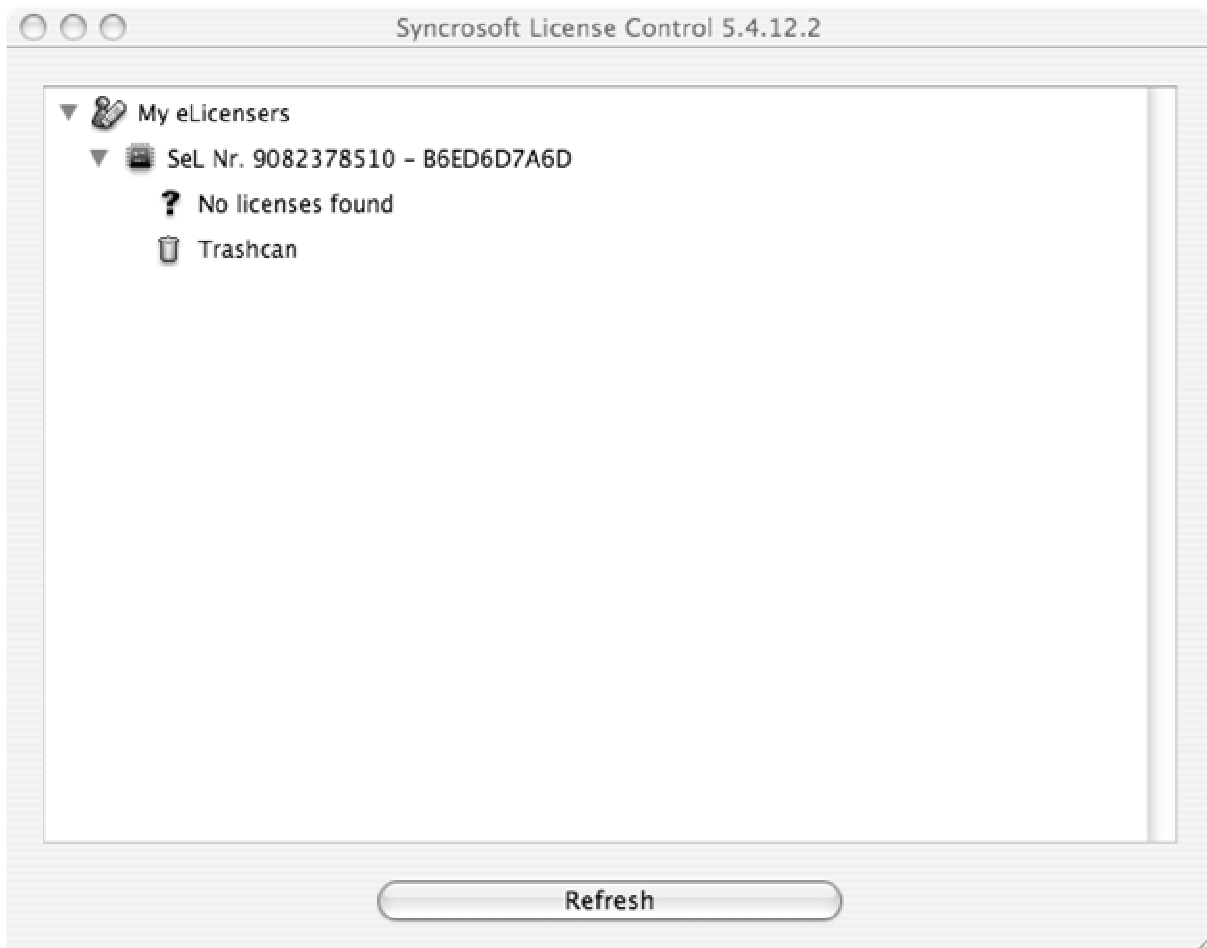 Syncrosoft License Control 5.4.12.2
My eLicensers
SeL Nr. 9082378510 – B6ED6D7A6D
? No licenses found
Trashcan
Refresh